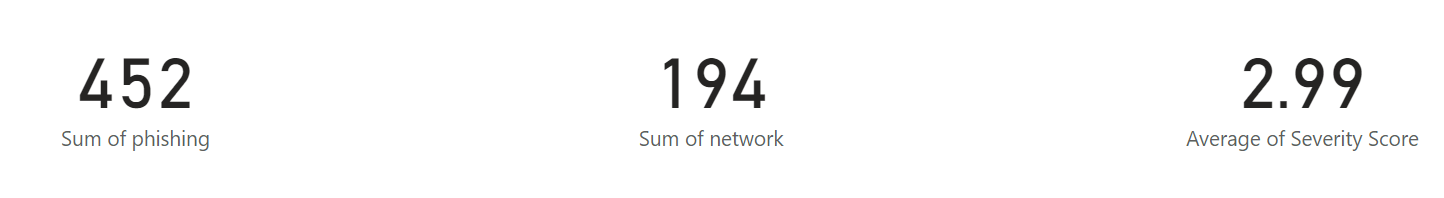 452 194 2.99
Sum of phishing Sum of network Average of Severity Score